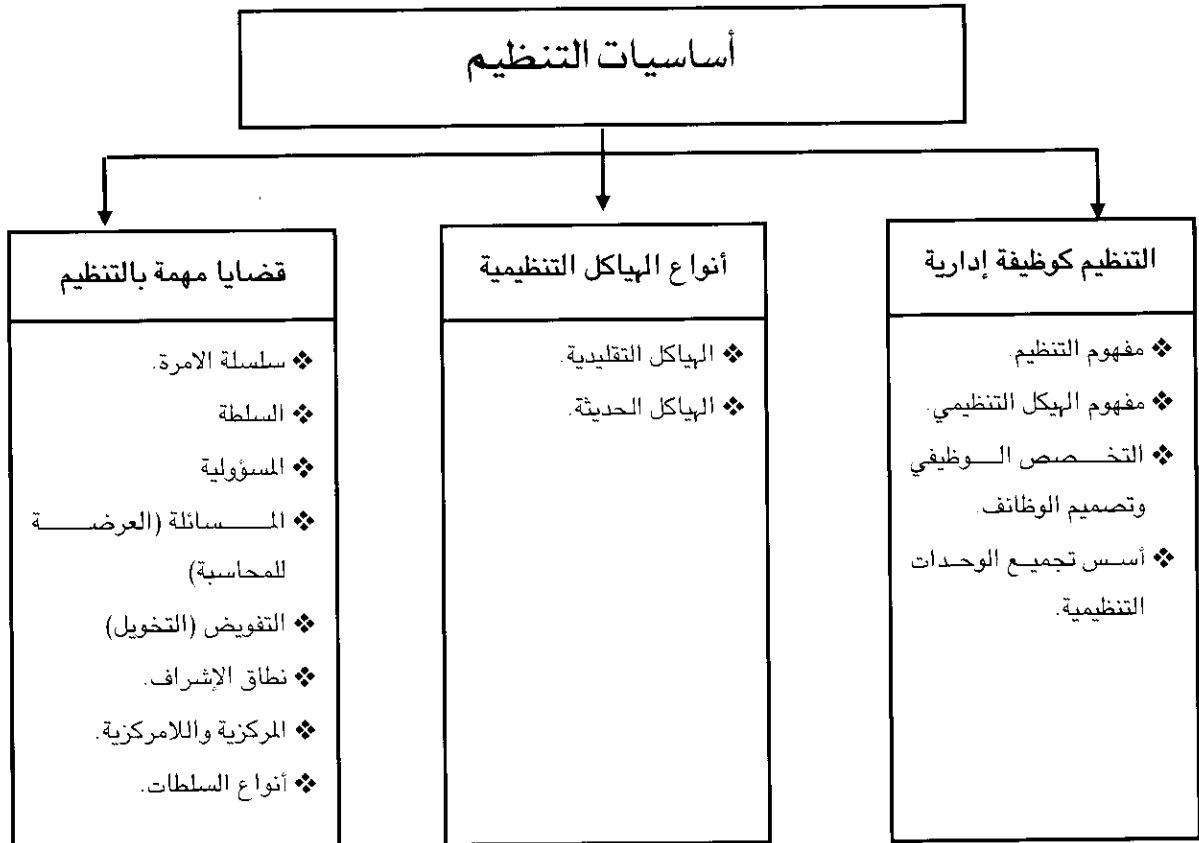 أساسيات التنظيم
التنظيم كوظيفة إدارية
❖ مفهوم التنظيم.
❖ مفهوم الهيكل التنظيمي.
❖ التخصص الوظيفي
وتصميم الوظائف.
❖ أسس تجميع الوحدات
التنظيمية.
أنواع الهياكل التنظيمية
❖ الهياكل التقليدية.
❖ الهياكل الحديثة.
قضايا مهمة بالتنظيم
❖ سلسلة الامرة.
❖ السلطة
❖ المسؤولية
❖ المسائلة (العرضة
للمحاسبة)
❖ التفويض (التخويل)
❖ نطاق الإشراف.
❖ المركزية واللامركزية.
❖ أنواع السلطات.